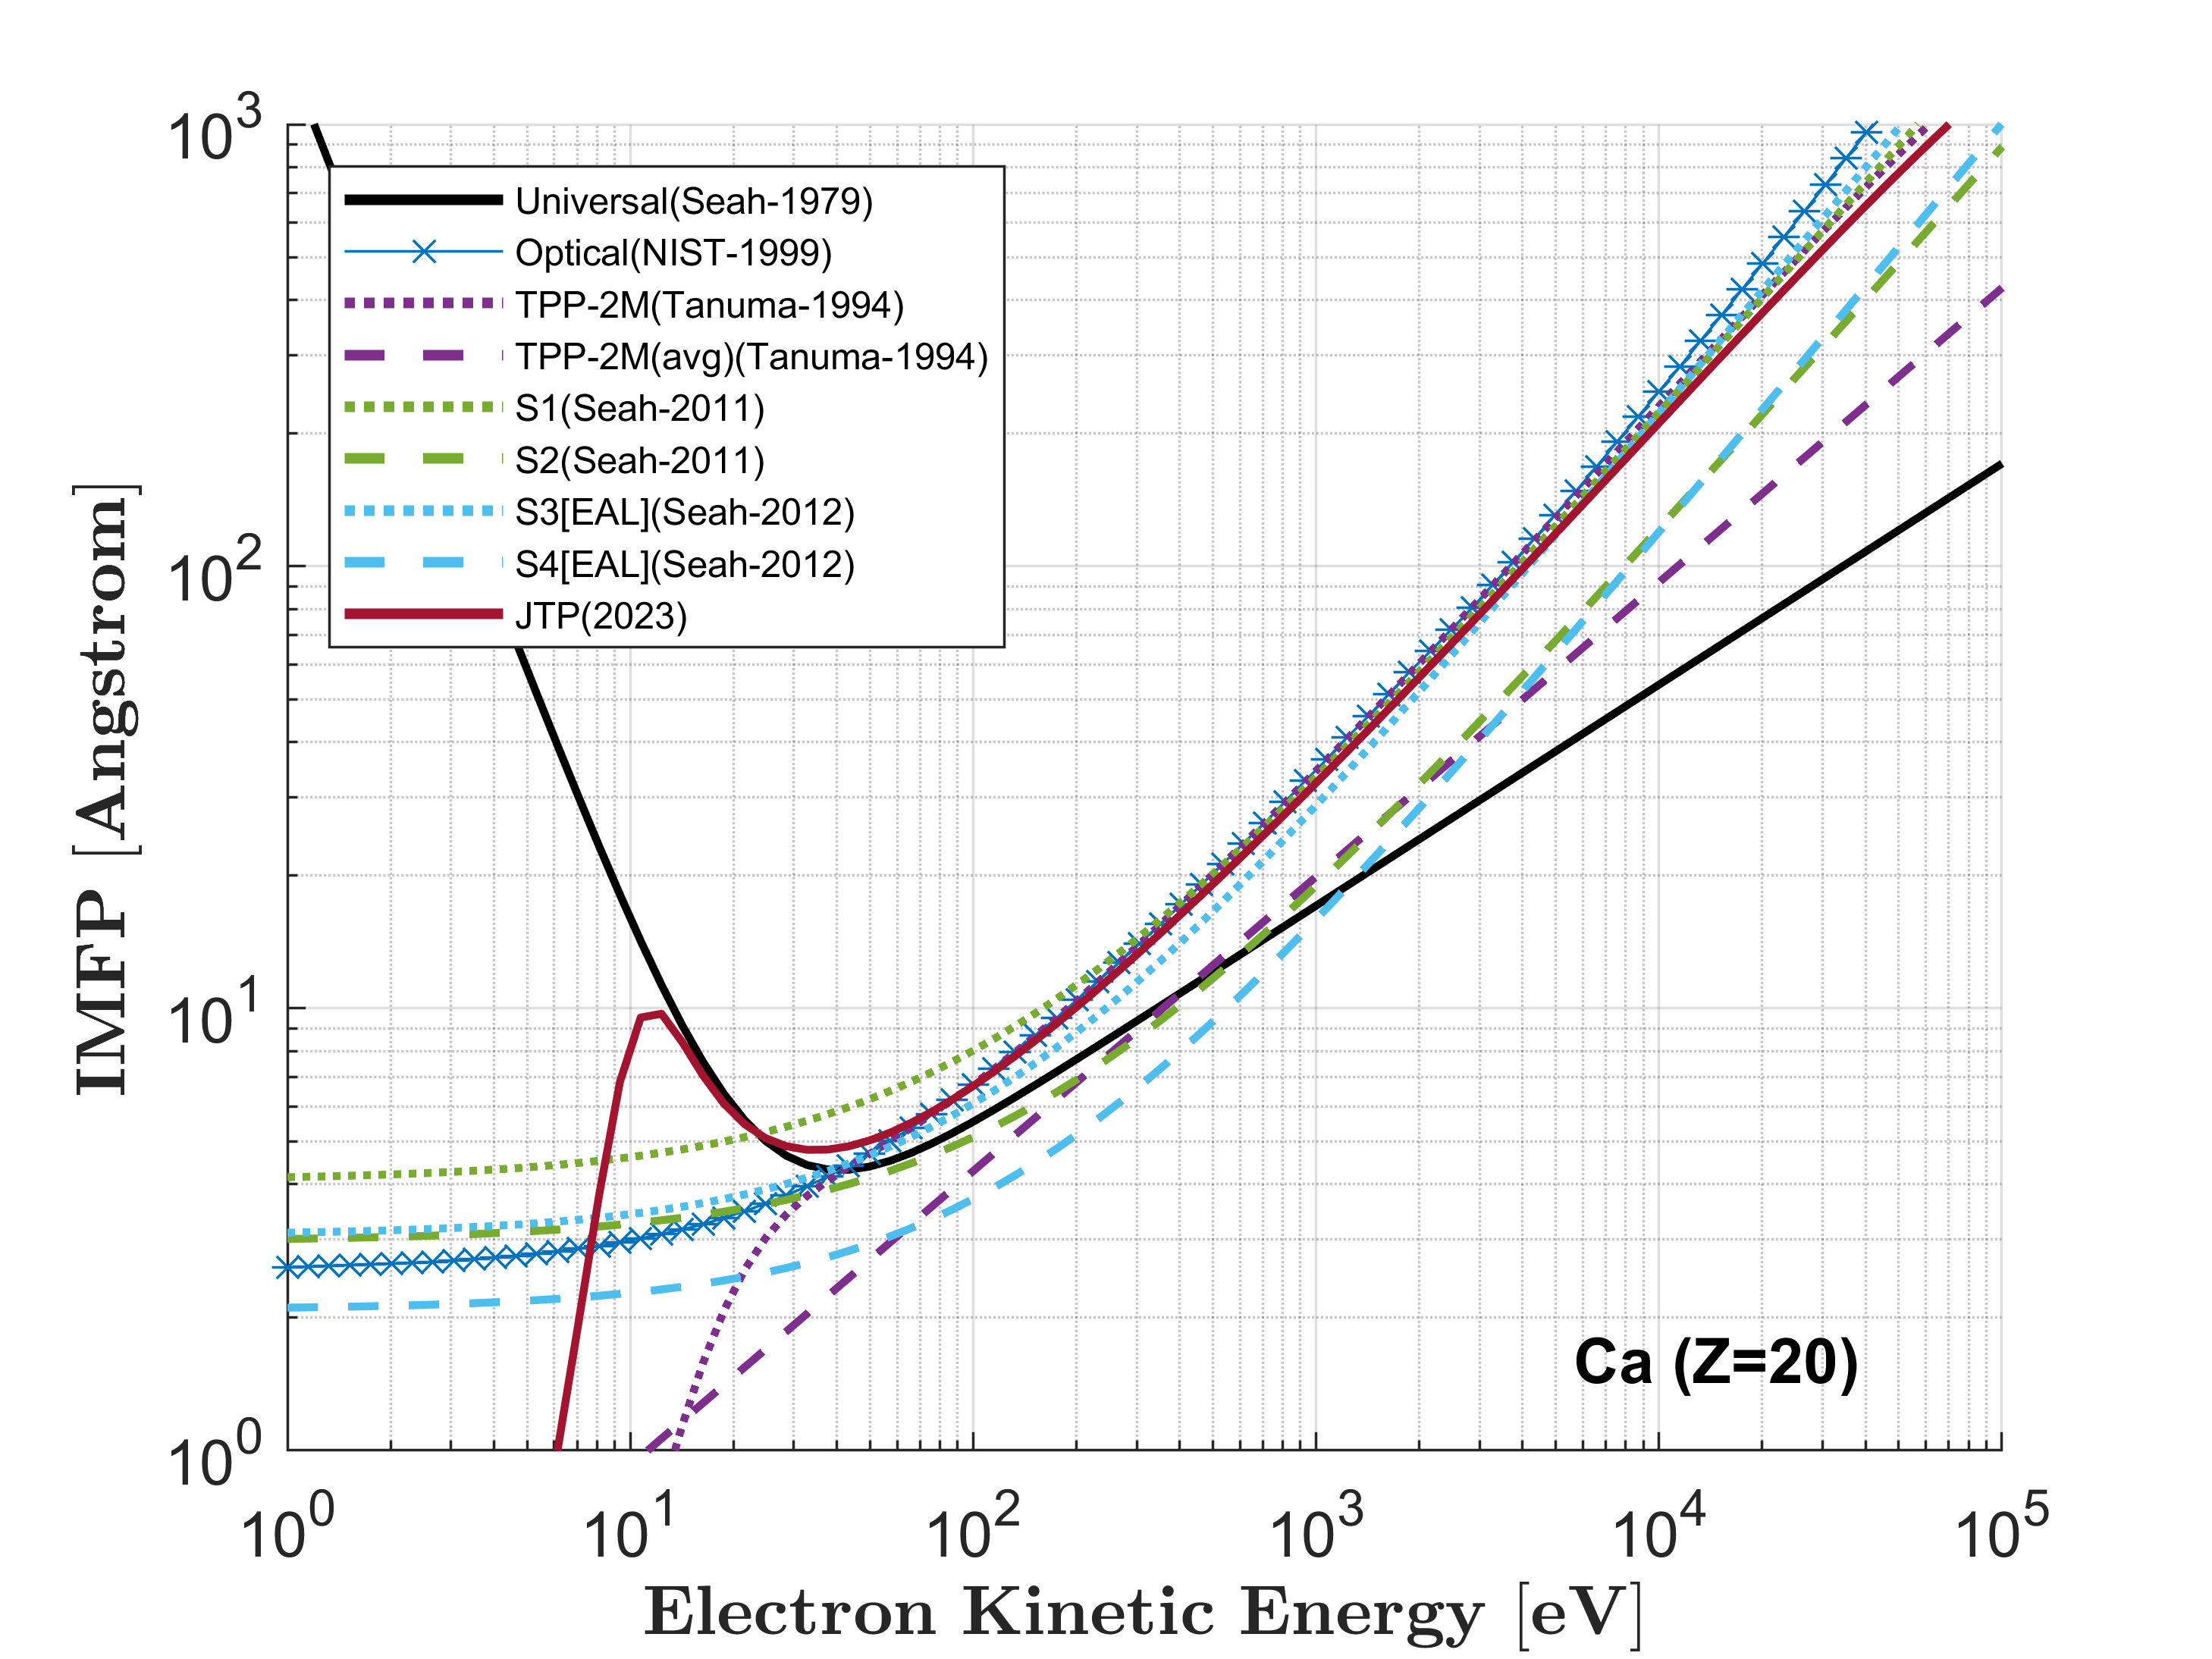 10^3
10^2
10^1
10^0
IMFP [Angstrom]
Universal(Seah-1979)
Optical(NIST-1999)
TPP-2M(Tanuma-1994)
TPP-2M(avg)(Tanuma-1994)
S1(Seah-2011)
S2(Seah-2011)
S3[EAL](Seah-2012)
S4[EAL](Seah-2012)
JTP(2023)
Ca (Z=20)
10^0 10^1 10^2 10^3 10^4 10^5
Electron Kinetic Energy [eV]